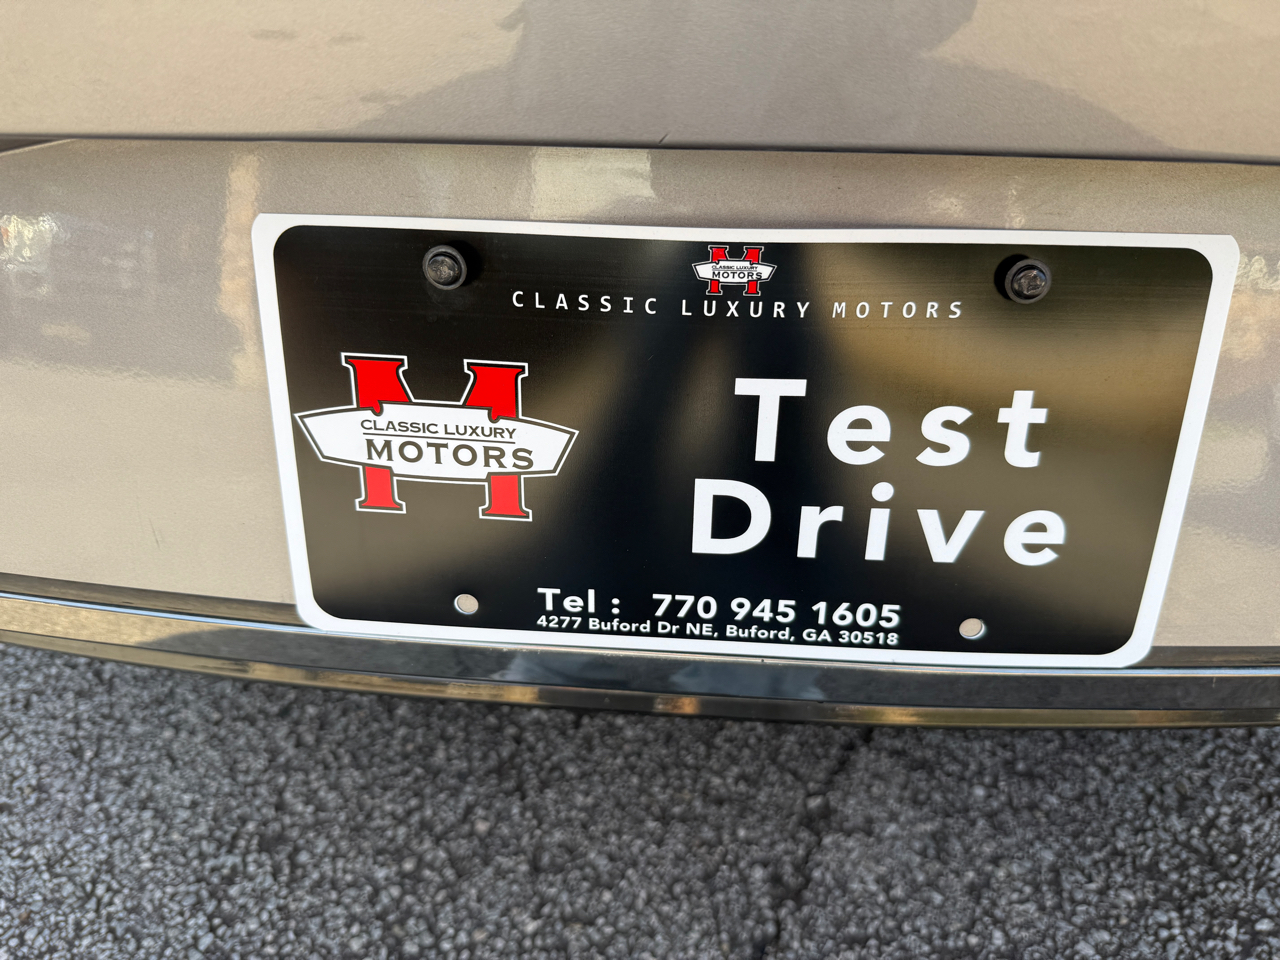 CLASSIC LUXURY
MOTORS
CLASSIC LUXURY MOTORS
CLASSIC LUXURY
MOTORS
Test
Drive
Tel : 770 945 1605
4277 Buford Dr NE, Buford, GA 30518